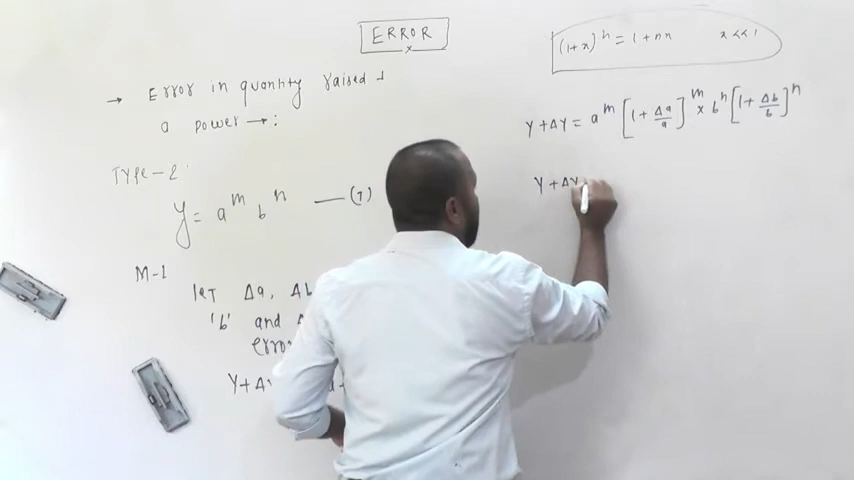 ERROR
x
→ Error in quantity raised
a power →:
TYPE-2:
y = a^m b^n — (1)
M-1
let Δa, Δb
'b' and
error
Y+ΔY
(1+x)^n = 1+nx x<<1
Y+ΔY = a^m [1+Δa/a]^m x b^n [1+Δb/b]^n
Y+ΔY